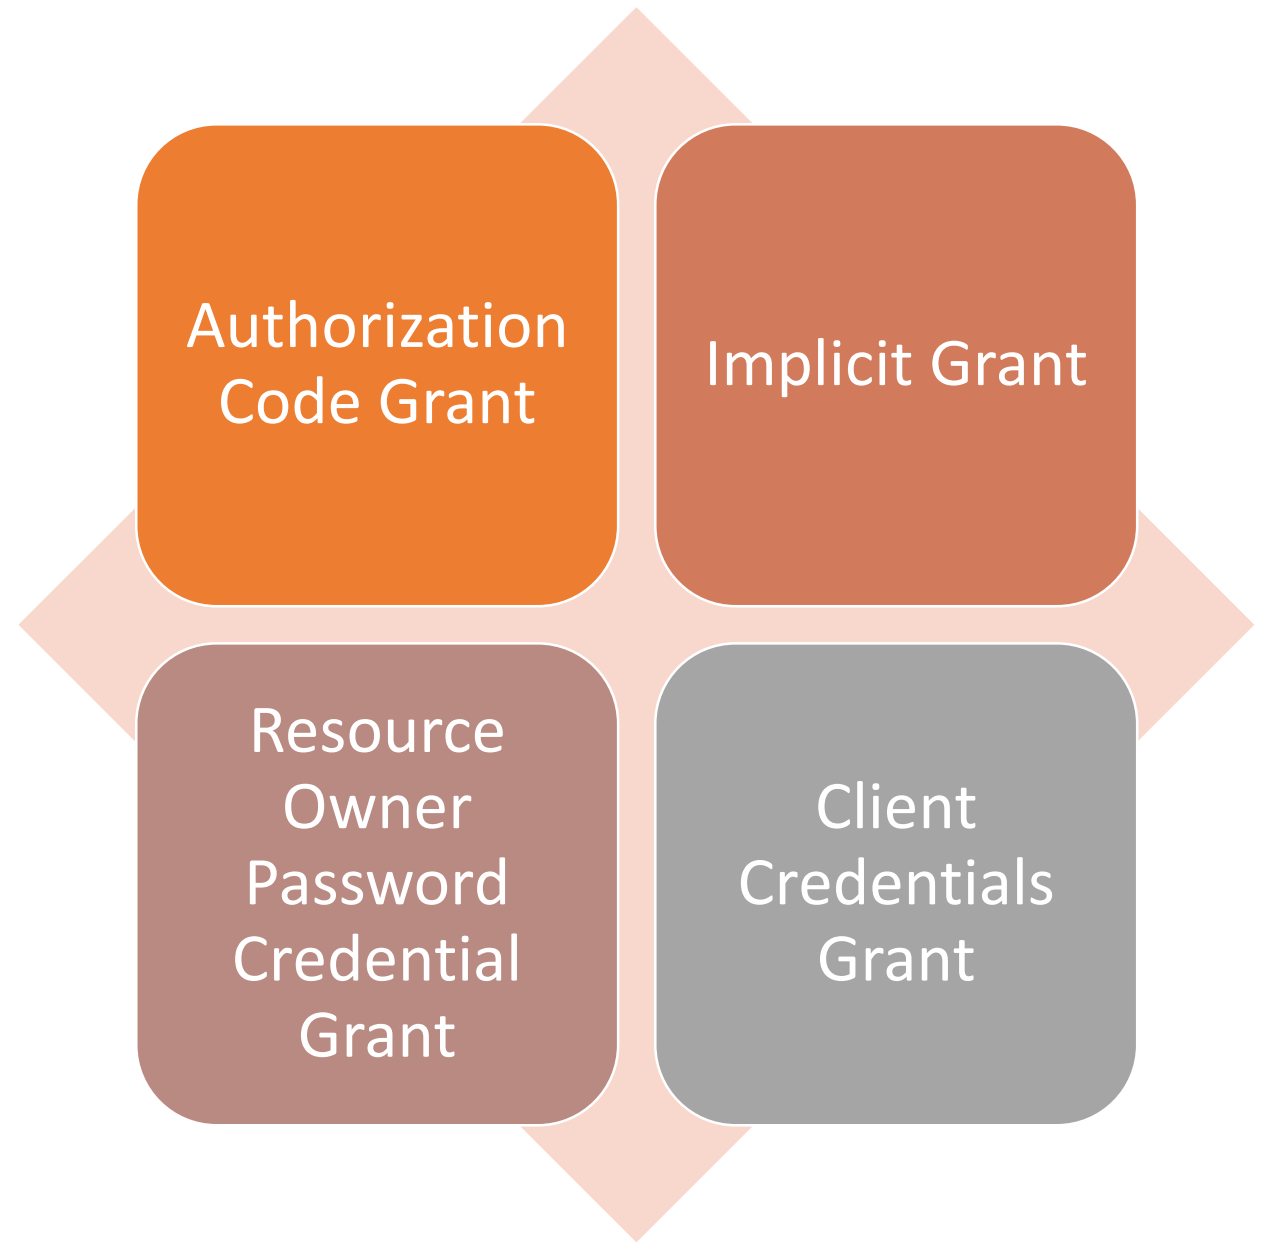 Authorization
Code Grant
Implicit Grant
Resource
Owner
Password
Credential
Grant
Client
Credentials
Grant